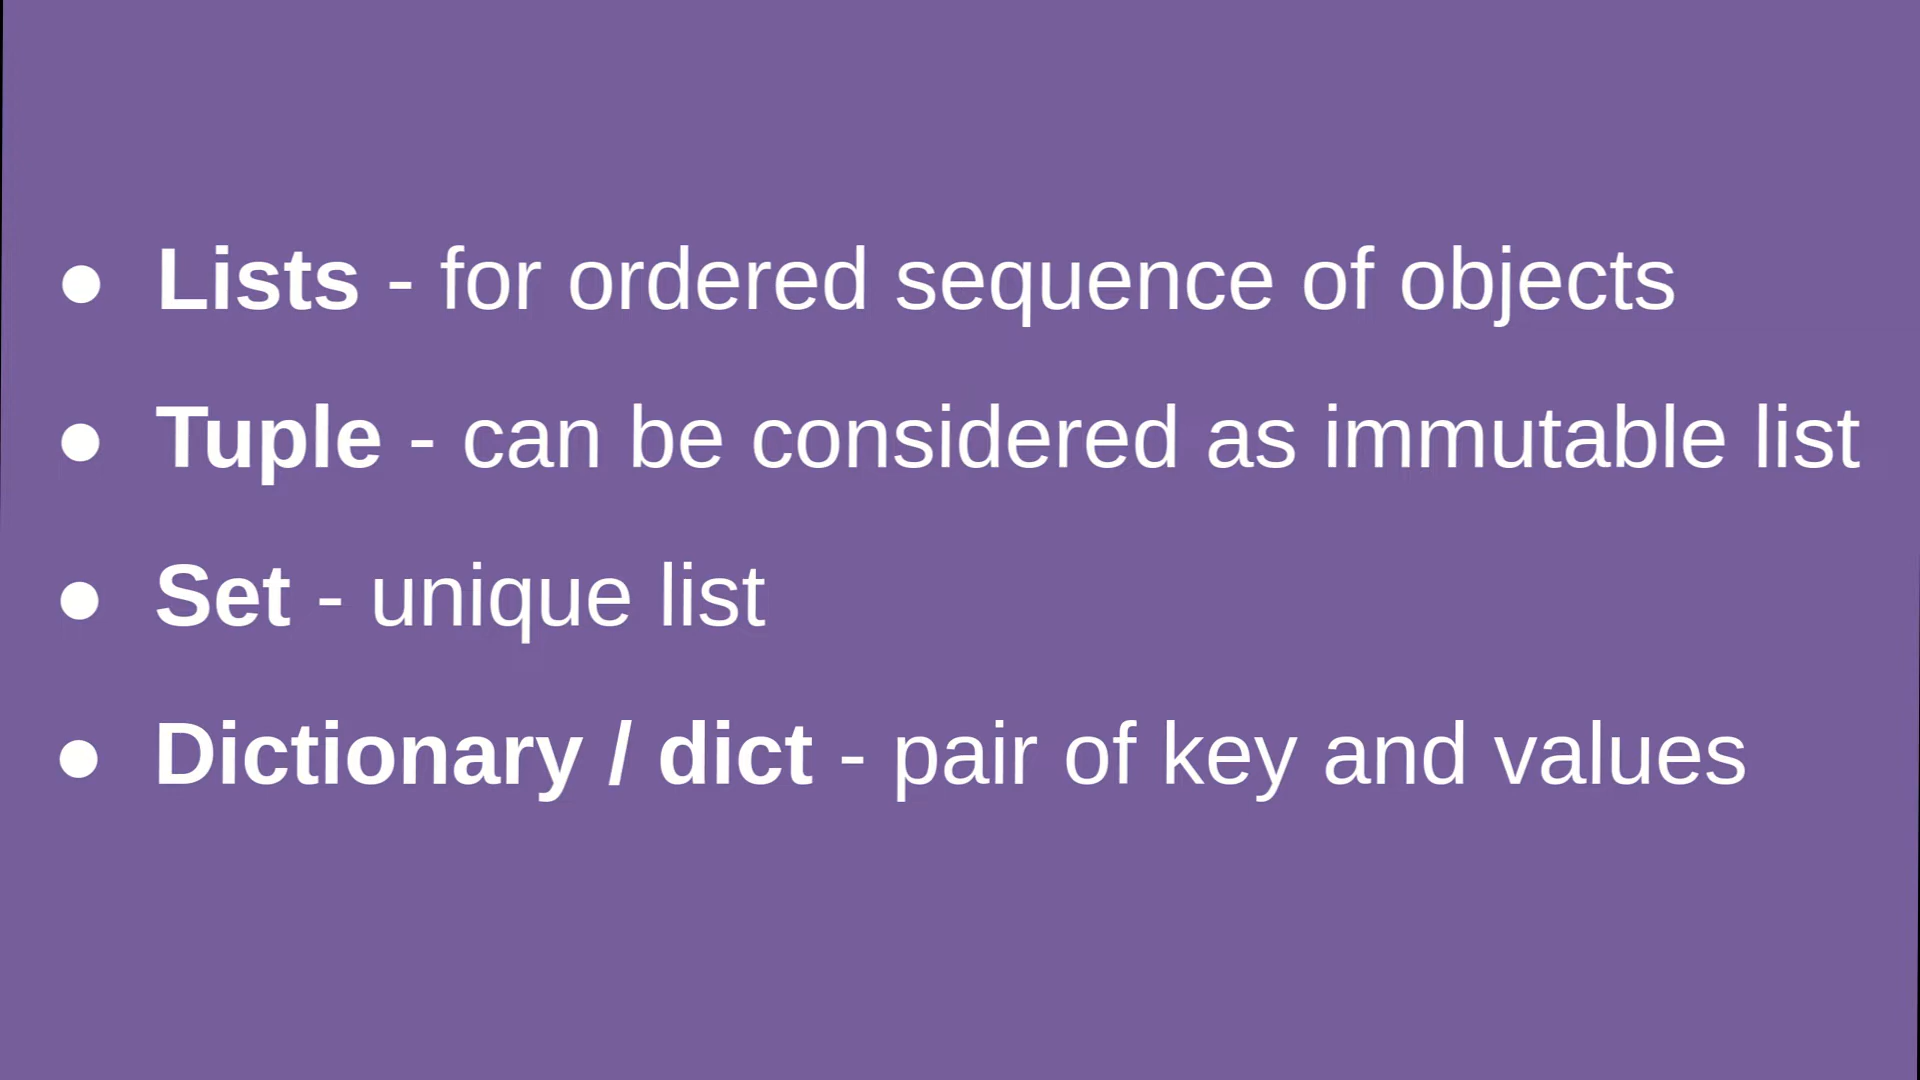 ● Lists - for ordered sequence of objects
● Tuple - can be considered as immutable list
● Set - unique list
● Dictionary / dict - pair of key and values